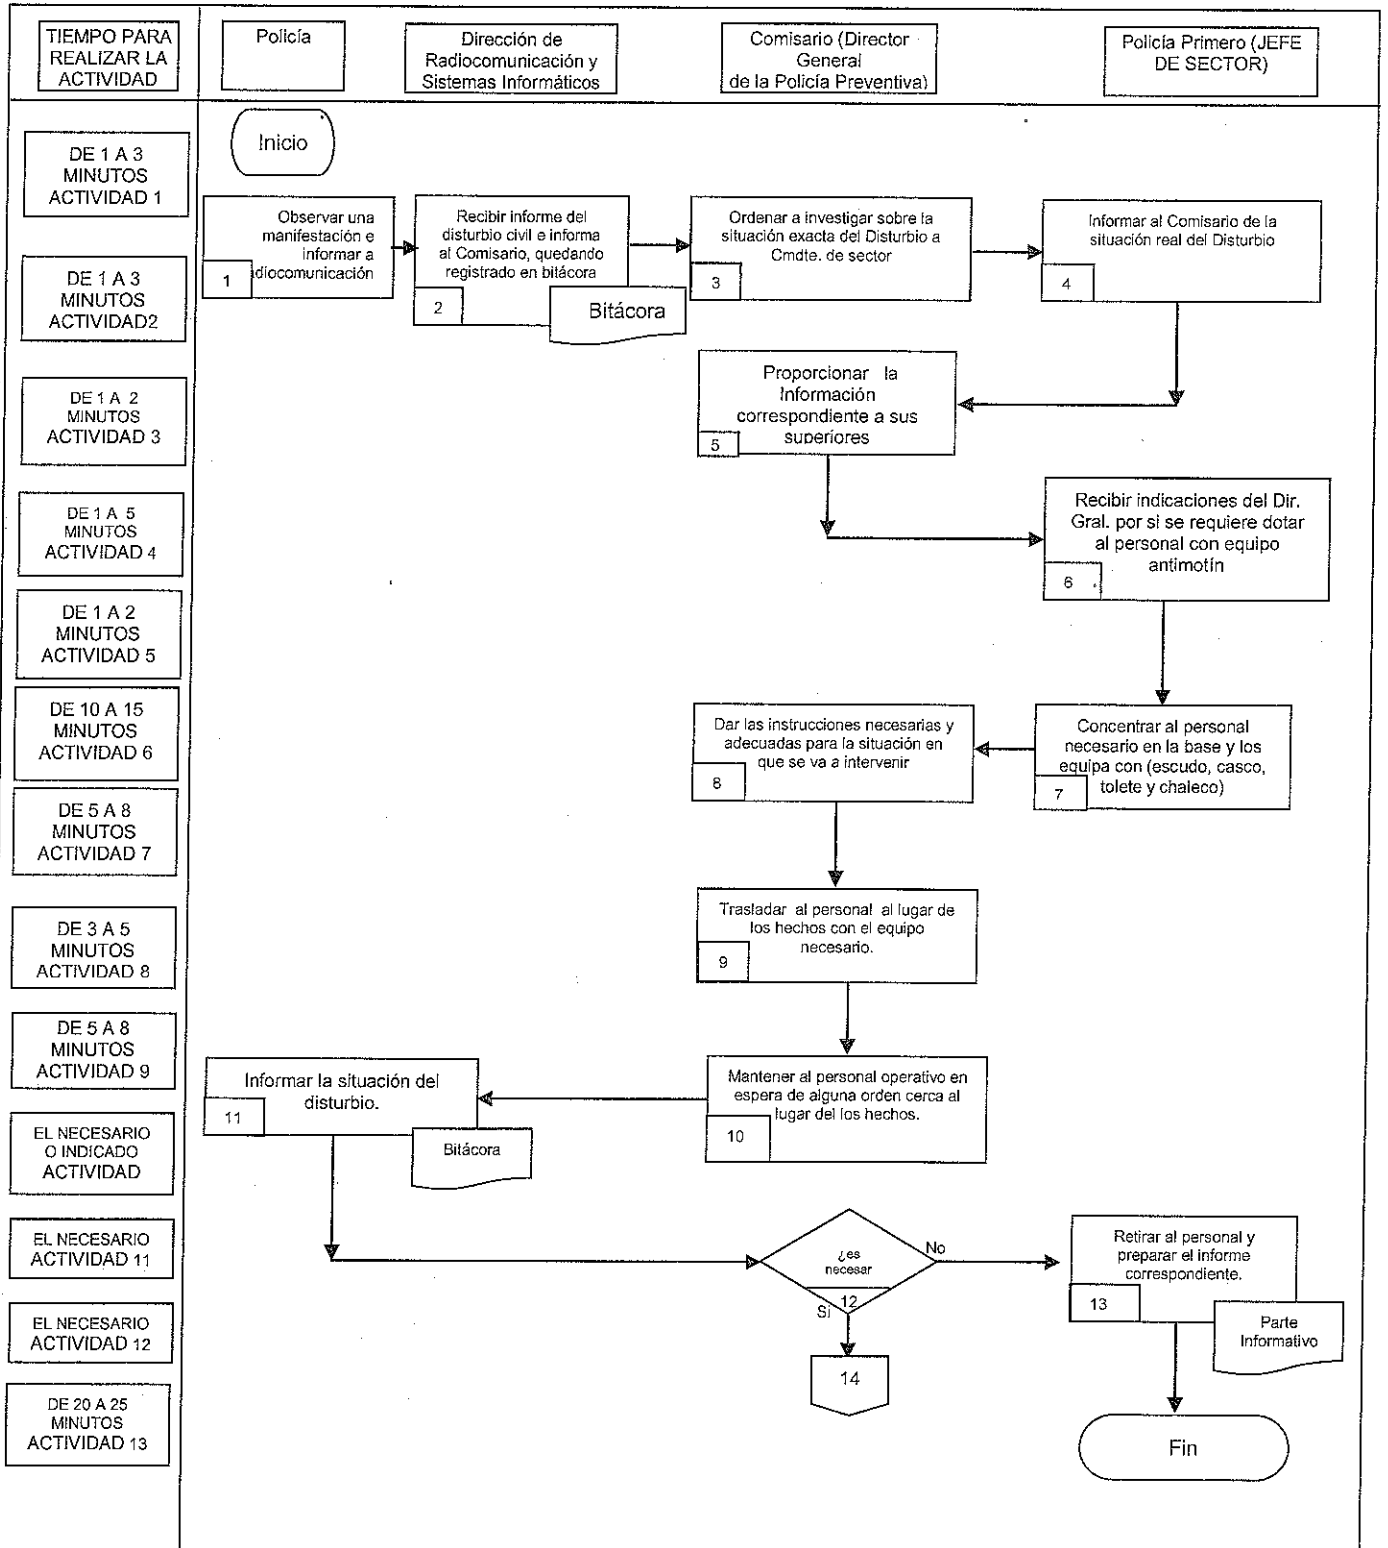 TIEMPO PARA
REALIZAR LA
ACTIVIDAD
Policía
Dirección de
Radiocomunicación y
Sistemas Informáticos
Comisario (Director
General
de la Policía Preventiva)
Policía Primero (JEFE
DE SECTOR)
DE 1 A 3
MINUTOS
ACTIVIDAD 1
Inicio
Observar una
manifestación e
informar a
diocomunicación
1
Recibir informe del
disturbio civil e informa
al Comisario, quedando
registrado en bitácora
2
Bitácora
Ordenar a investigar sobre la
situación exacta del Disturbio a
Cmdte. de sector
3
Informar al Comisario de la
situación real del Disturbio
4
DE 1 A 3
MINUTOS
ACTIVIDAD2
DE 1 A 2
MINUTOS
ACTIVIDAD 3
Proporcionar la
Información
correspondiente a sus
superiores
5
DE 1 A 5
MINUTOS
ACTIVIDAD 4
Recibir indicaciones del Dir.
Gral. por si se requiere dotar
al personal con equipo
antimotín
6
DE 1 A 2
MINUTOS
ACTIVIDAD 5
DE 10 A 15
MINUTOS
ACTIVIDAD 6
Dar las instrucciones necesarias y
adecuadas para la situación en
que se va a intervenir
8
Concentrar al personal
necesario en la base y los
equipa con (escudo, casco,
tolete y chaleco)
7
DE 5 A 8
MINUTOS
ACTIVIDAD 7
DE 3 A 5
MINUTOS
ACTIVIDAD 8
Trasladar al personal al lugar de
los hechos con el equipo
necesario.
9
DE 5 A 8
MINUTOS
ACTIVIDAD 9
Informar la situación del
disturbio.
11
Bitácora
Mantener al personal operativo en
espera de alguna orden cerca al
lugar del los hechos.
10
EL NECESARIO
O INDICADO
ACTIVIDAD
EL NECESARIO
ACTIVIDAD 11
¿es
necesar
12
No
Si
14
Retirar al personal y
preparar el informe
correspondiente.
13
Parte
Informativo
EL NECESARIO
ACTIVIDAD 12
DE 20 A 25
MINUTOS
ACTIVIDAD 13
Fin